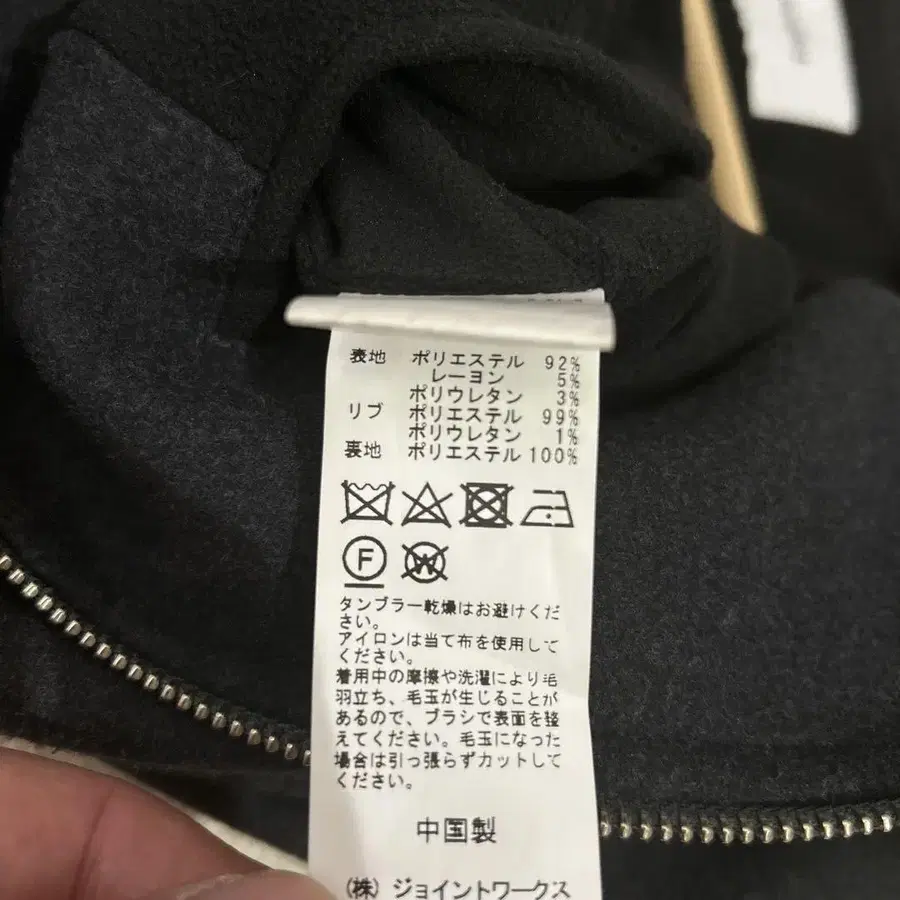 表地 ポリエステル 92%
レーヨン 5%
ポリウレタン 3%
リブ ポリエステル 99%
ポリウレタン 1%
裏地 ポリエステル 100%
F
W
タンブラー乾燥はお避けくだ
さい。
アイロンは当て布を使用して
ください。
着用中の摩擦や洗濯により毛
羽立ち、毛玉が生じることが
あるので、ブラシで表面を整
えてください。毛玉になった
場合は引っ張らずカットして
ください。
中国製
(株) ジョイントワークス